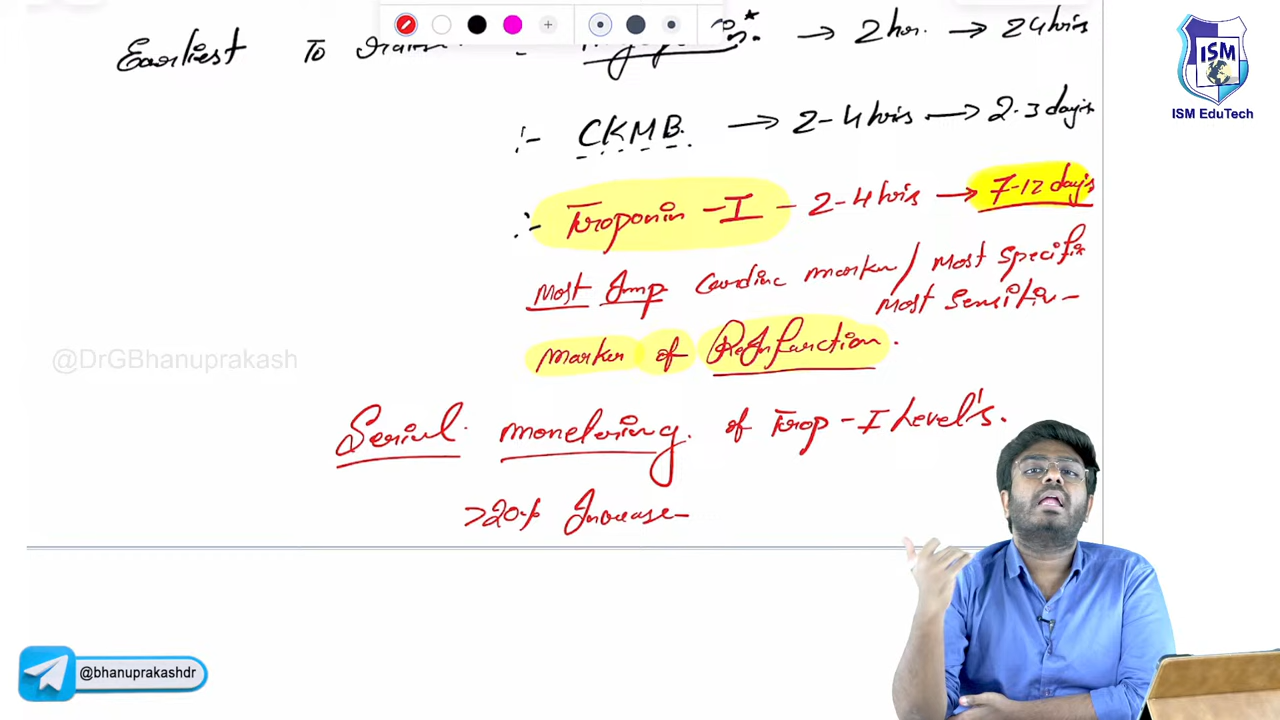 Earliest To :- → 2 hrs. → 24 hrs
:- CKMB. → 2-4 hrs → 2-3 days
:- Troponin-I - 2-4 hrs → 7-12 days
Most Imp Cardiac marker / Most specific
Most sensitive
marker of ReInfarction.
Serial monitoring of Trop-I Levels.
>20% Increase
ISM
ISM EduTech
@DrGBhanuprakash
@bhanuprakashdr